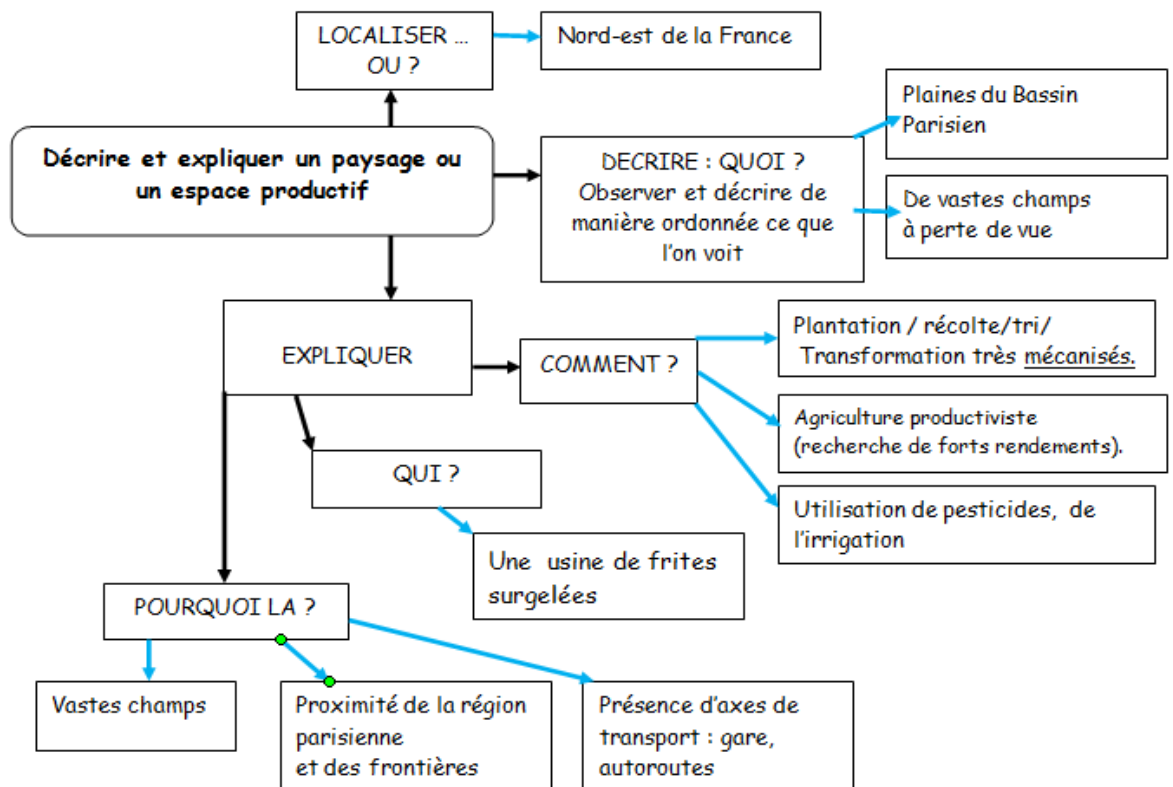 LOCALISER ...
OU ?
Nord-est de la France
Décrire et expliquer un paysage ou
un espace productif
DECRIRE : QUOI ?
Observer et décrire de
manière ordonnée ce que
l'on voit
Plaines du Bassin
Parisien
De vastes champs
à perte de vue
EXPLIQUER
COMMENT ?
Plantation / récolte/tri/
Transformation très mécanisés.
Agriculture productiviste
(recherche de forts rendements).
Utilisation de pesticides, de
l'irrigation
QUI ?
Une usine de frites
surgelées
POURQUOI LA ?
Vastes champs
Proximité de la région
parisienne
et des frontières
Présence d'axes de
transport : gare,
autoroutes